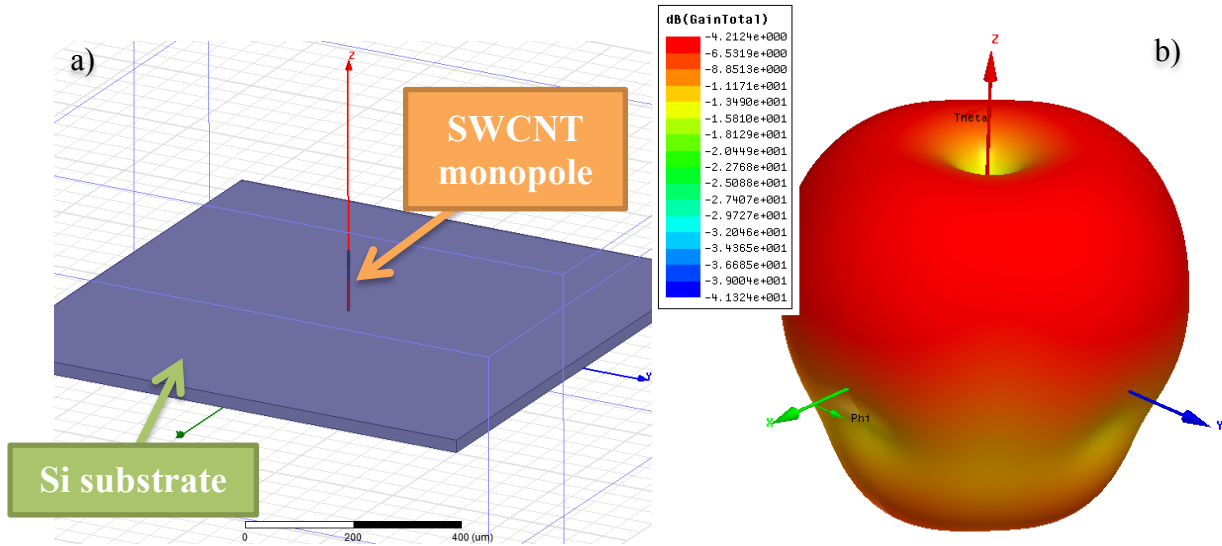 a)
Z
SWCNT
monopole
Y
X
Si substrate
0
200
400 (um)
dB(GainTotal)
-4.2124e+000
-6.5319e+000
-8.8513e+000
-1.1171e+001
-1.3490e+001
-1.5810e+001
-1.8129e+001
-2.0449e+001
-2.2768e+001
-2.5088e+001
-2.7407e+001
-2.9727e+001
-3.2046e+001
-3.4365e+001
-3.6685e+001
-3.9004e+001
-4.1324e+001
b)
Z
Theta
X
Phi
Y